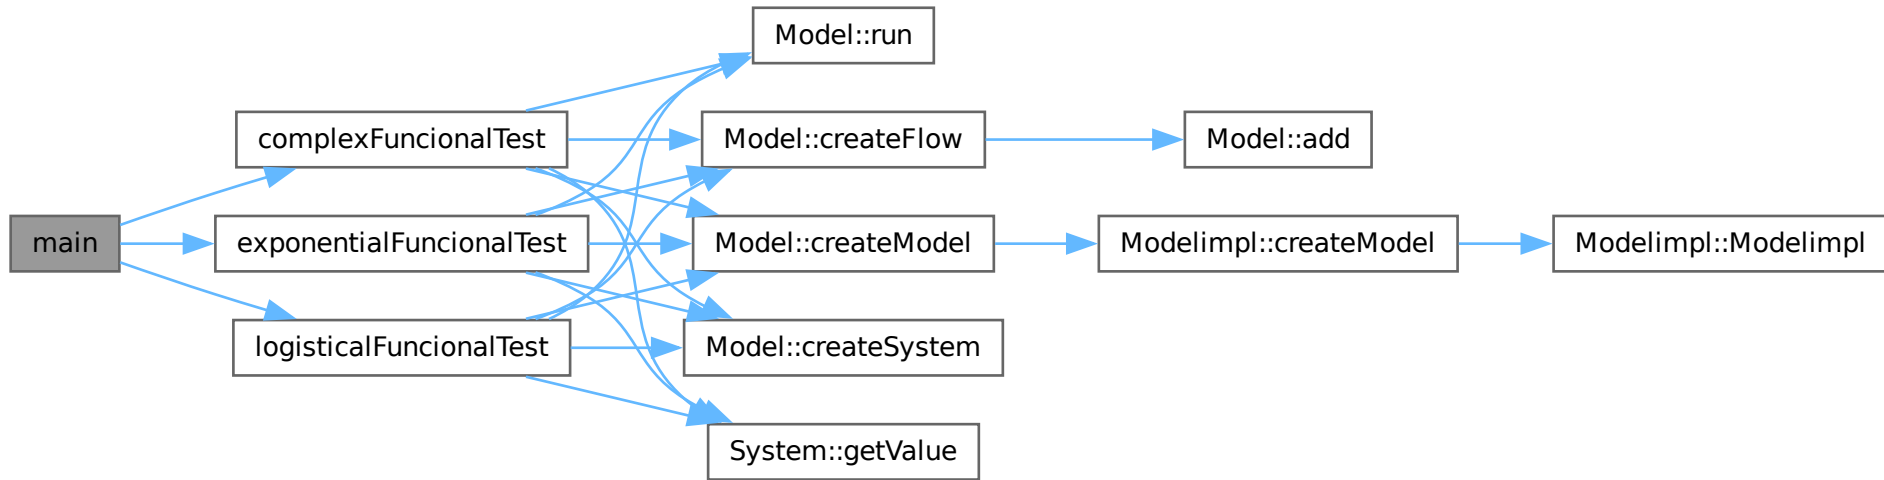 main
complexFuncionalTest
exponentialFuncionalTest
logisticalFuncionalTest
Model::run
Model::createFlow
Model::createModel
Model::createSystem
System::getValue
Model::add
Modelimpl::createModel
Modelimpl::Modelimpl